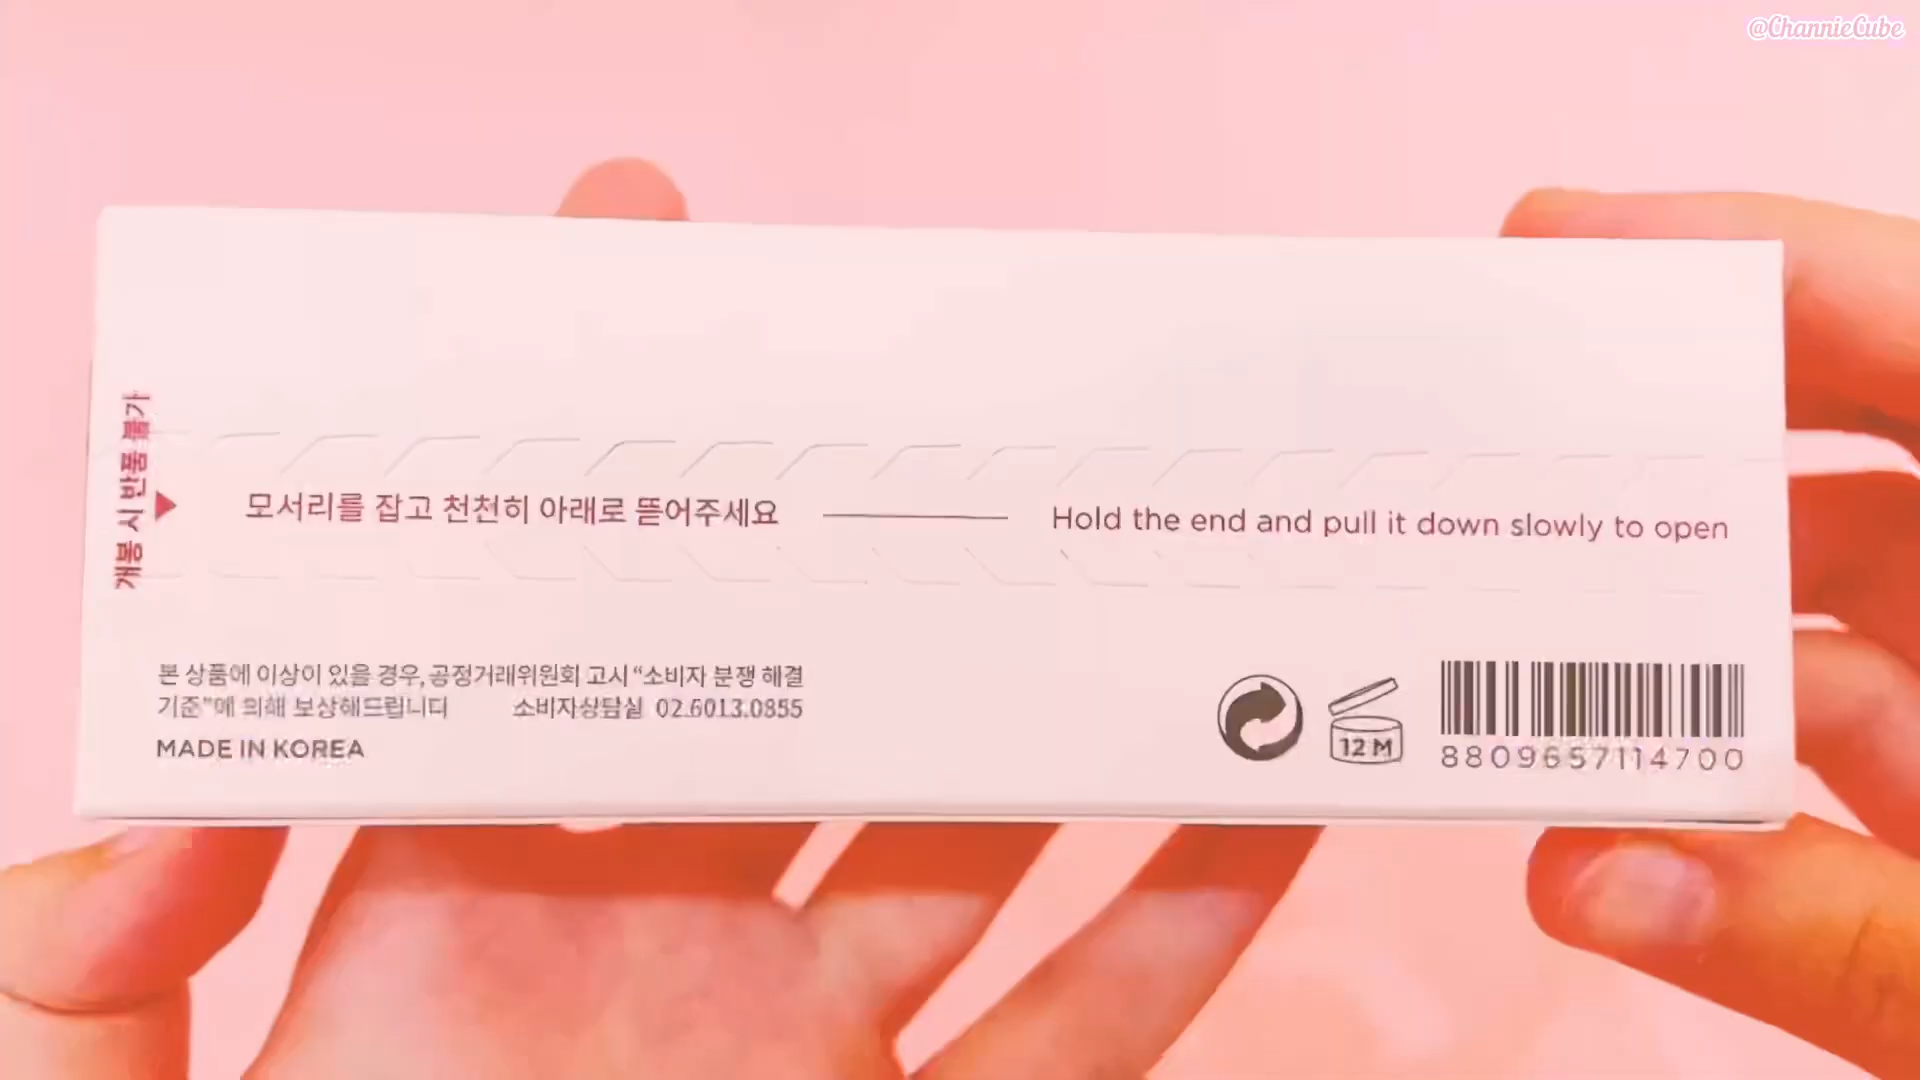 @ChannieCube
개봉 시 반품 불가
모서리를 잡고 천천히 아래로 뜯어주세요
Hold the end and pull it down slowly to open
본 상품에 이상이 있을 경우, 공정거래위원회 고시 “소비자 분쟁 해결
기준”에 의해 보상해드립니다 소비자상담실 02.6013.0855
MADE IN KOREA
12 M
8809657114700